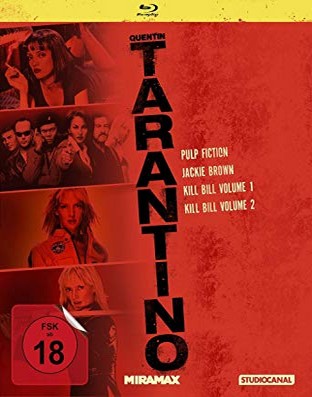 Blu-ray
QUENTIN
TARANTINO
PULP FICTION
JACKIE BROWN
KILL BILL VOLUME 1
KILL BILL VOLUME 2
FSK
ab
18
MIRAMAX
STUDIOCANAL